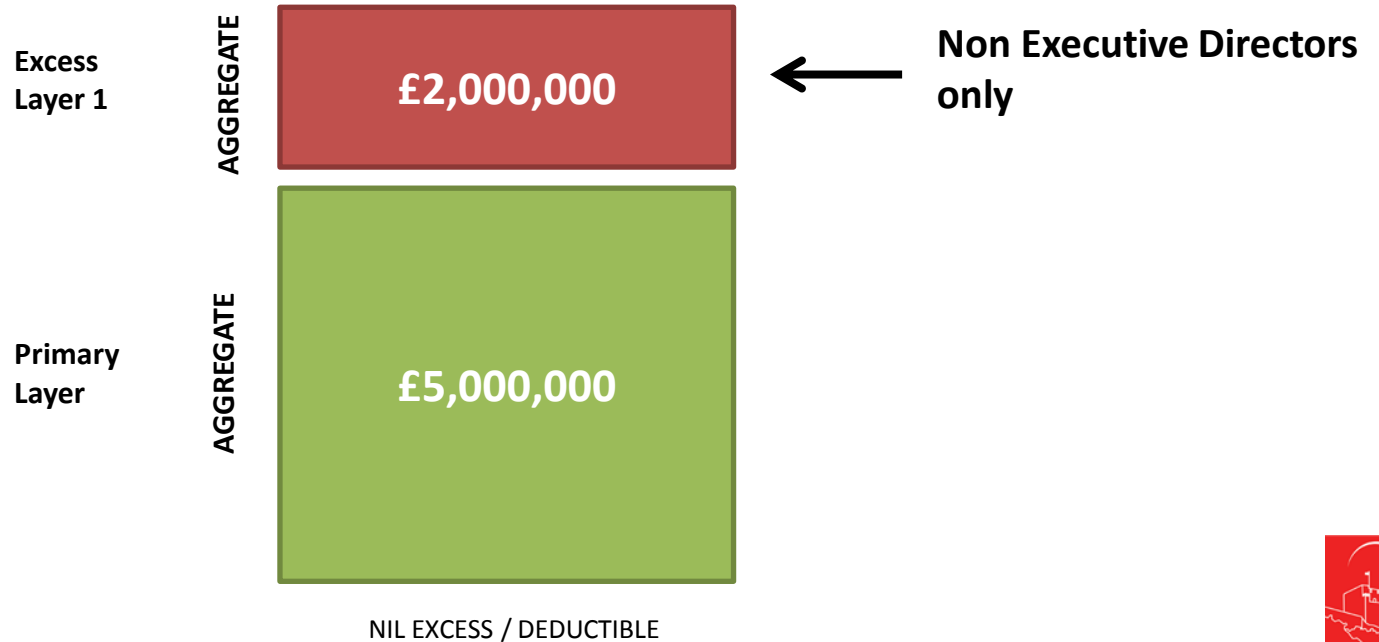 Excess
Layer 1
AGGREGATE
£2,000,000
Non Executive Directors
only
Primary
Layer
AGGREGATE
£5,000,000
NIL EXCESS / DEDUCTIBLE